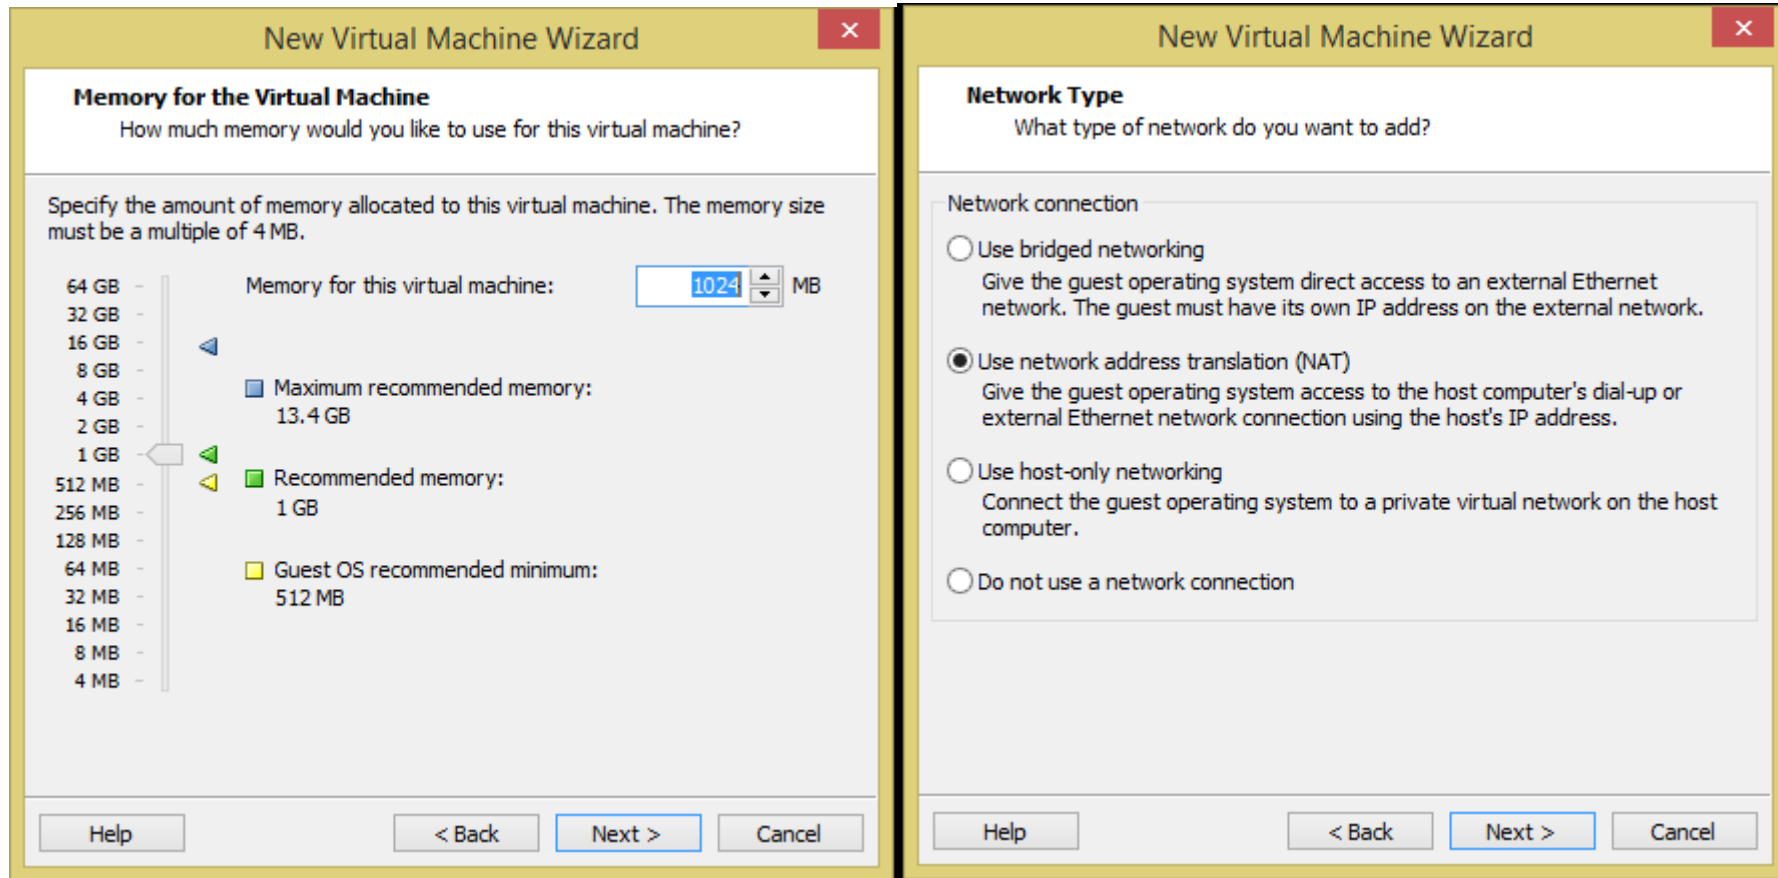 New Virtual Machine Wizard
Memory for the Virtual Machine
How much memory would you like to use for this virtual machine?
Specify the amount of memory allocated to this virtual machine. The memory size
must be a multiple of 4 MB.
Memory for this virtual machine: 1024 MB
64 GB
32 GB
16 GB
8 GB
4 GB
2 GB
1 GB
512 MB
256 MB
128 MB
64 MB
32 MB
16 MB
8 MB
4 MB
Maximum recommended memory:
13.4 GB
Recommended memory:
1 GB
Guest OS recommended minimum:
512 MB
Help < Back Next > Cancel
New Virtual Machine Wizard
Network Type
What type of network do you want to add?
Network connection
Use bridged networking
Give the guest operating system direct access to an external Ethernet
network. The guest must have its own IP address on the external network.
Use network address translation (NAT)
Give the guest operating system access to the host computer's dial-up or
external Ethernet network connection using the host's IP address.
Use host-only networking
Connect the guest operating system to a private virtual network on the host
computer.
Do not use a network connection
Help < Back Next > Cancel